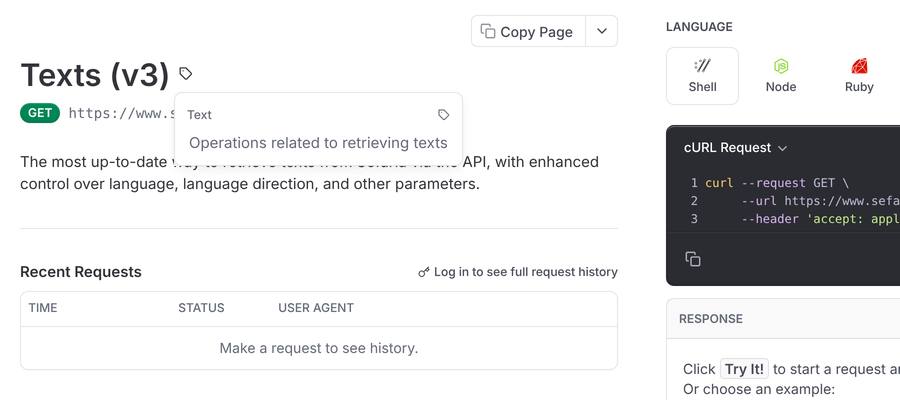 Copy Page
Texts (v3)
GET https://www.s
Text
Operations related to retrieving texts
The most up-to-date way to retrieve texts from Sefaria via the API, with enhanced
control over language, language direction, and other parameters.
Recent Requests
Log in to see full request history
TIME STATUS USER AGENT
Make a request to see history.
LANGUAGE
Shell Node Ruby
cURL Request
1 curl --request GET \
2 --url https://www.sefa
3 --header 'accept: appl
RESPONSE
Click Try It! to start a request an
Or choose an example: